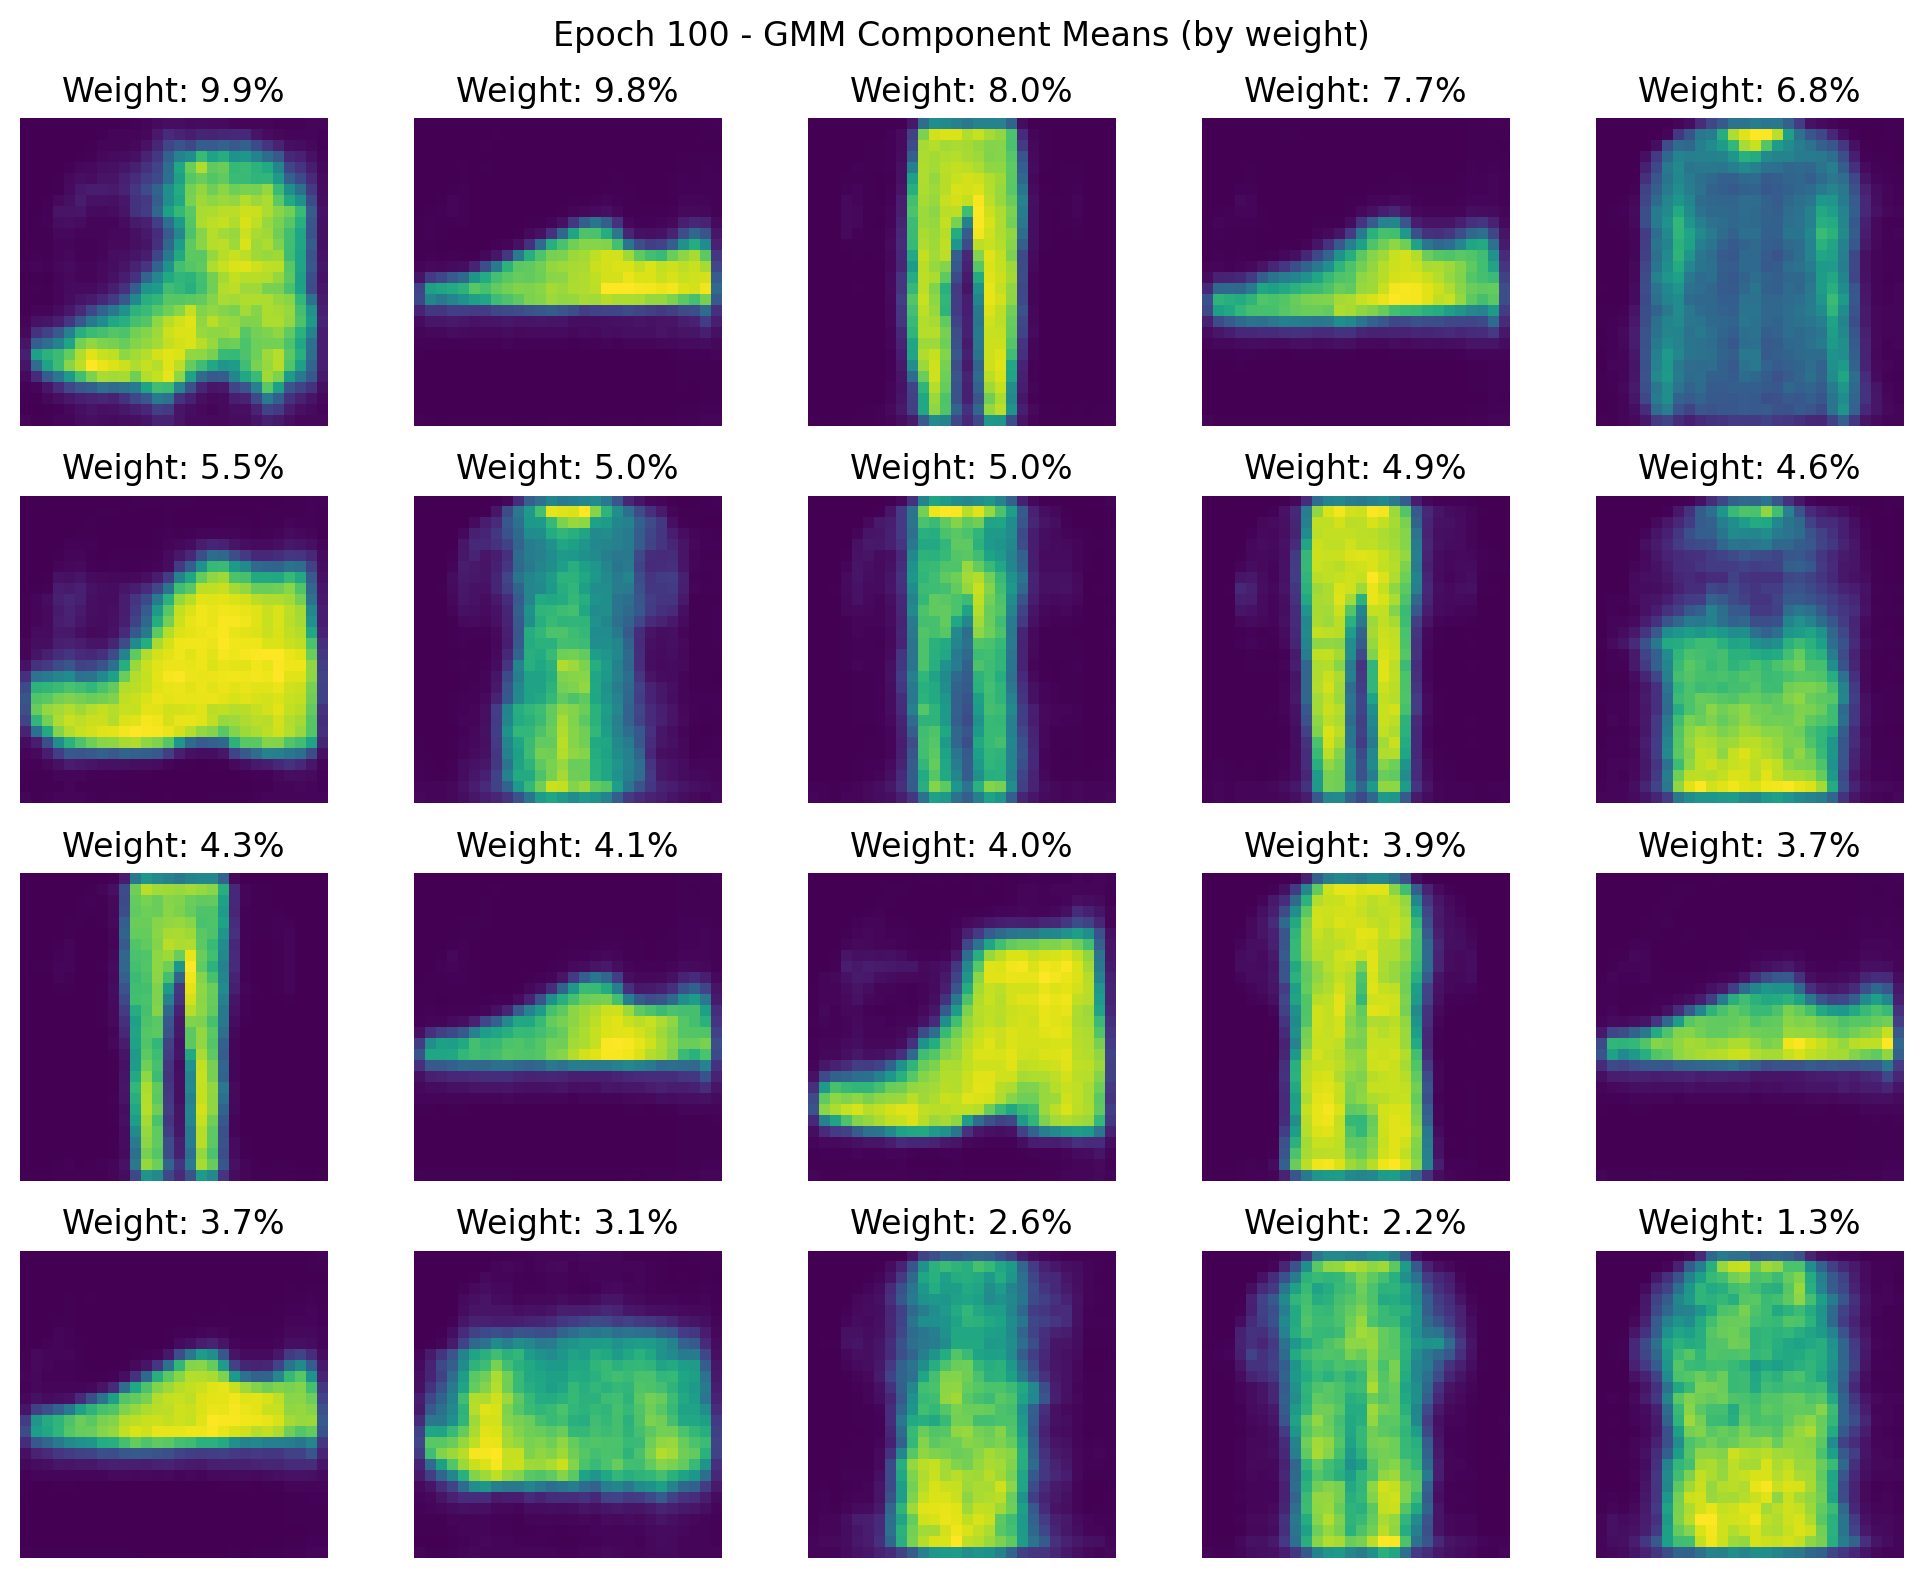 Epoch 100 - GMM Component Means (by weight)
Weight: 9.9%
Weight: 9.8%
Weight: 8.0%
Weight: 7.7%
Weight: 6.8%
Weight: 5.5%
Weight: 5.0%
Weight: 5.0%
Weight: 4.9%
Weight: 4.6%
Weight: 4.3%
Weight: 4.1%
Weight: 4.0%
Weight: 3.9%
Weight: 3.7%
Weight: 3.7%
Weight: 3.1%
Weight: 2.6%
Weight: 2.2%
Weight: 1.3%